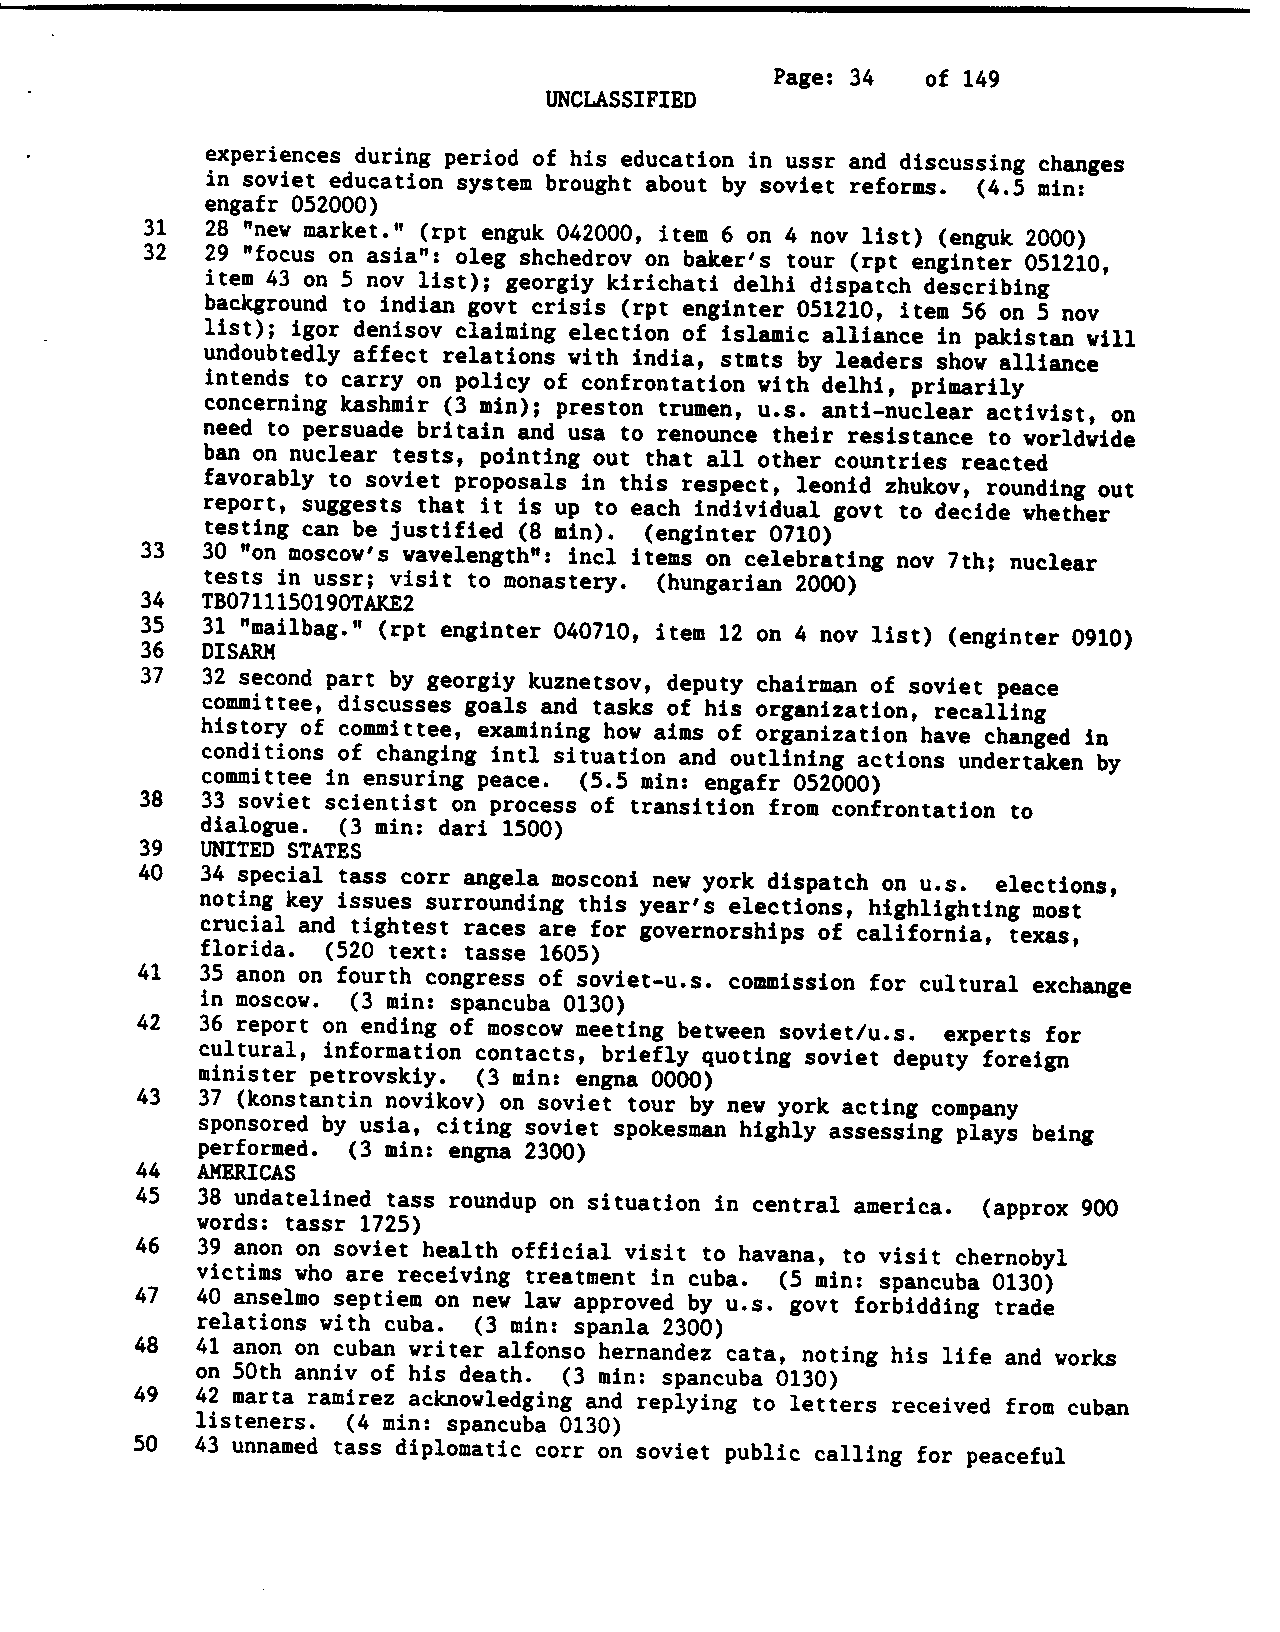 Page: 34 of 149
UNCLASSIFIED
experiences during period of his education in ussr and discussing changes
in soviet education system brought about by soviet reforms. (4.5 min:
engafr 052000)
31 28 "new market." (rpt enguk 042000, item 6 on 4 nov list) (enguk 2000)
32 29 "focus on asia": oleg shchedrov on baker's tour (rpt enginter 051210,
item 43 on 5 nov list); georgiy kirichati delhi dispatch describing
background to indian govt crisis (rpt enginter 051210, item 56 on 5 nov
list); igor denisov claiming election of islamic alliance in pakistan will
undoubtedly affect relations with india, stmts by leaders show alliance
intends to carry on policy of confrontation with delhi, primarily
concerning kashmir (3 min); preston trumen, u.s. anti-nuclear activist, on
need to persuade britain and usa to renounce their resistance to worldwide
ban on nuclear tests, pointing out that all other countries reacted
favorably to soviet proposals in this respect, leonid zhukov, rounding out
report, suggests that it is up to each individual govt to decide whether
testing can be justified (8 min). (enginter 0710)
33 30 "on moscow's wavelength": incl items on celebrating nov 7th; nuclear
tests in ussr; visit to monastery. (hungarian 2000)
34 TB0711150190TAKE2
35 31 "mailbag." (rpt enginter 040710, item 12 on 4 nov list) (enginter 0910)
36 DISARM
37 32 second part by georgiy kuznetsov, deputy chairman of soviet peace
committee, discusses goals and tasks of his organization, recalling
history of committee, examining how aims of organization have changed in
conditions of changing intl situation and outlining actions undertaken by
committee in ensuring peace. (5.5 min: engafr 052000)
38 33 soviet scientist on process of transition from confrontation to
dialogue. (3 min: dari 1500)
39 UNITED STATES
40 34 special tass corr angela mosconi new york dispatch on u.s. elections,
noting key issues surrounding this year's elections, highlighting most
crucial and tightest races are for governorships of california, texas,
florida. (520 text: tasse 1605)
41 35 anon on fourth congress of soviet-u.s. commission for cultural exchange
in moscow. (3 min: spancuba 0130)
42 36 report on ending of moscow meeting between soviet/u.s. experts for
cultural, information contacts, briefly quoting soviet deputy foreign
minister petrovskiy. (3 min: engna 0000)
43 37 (konstantin novikov) on soviet tour by new york acting company
sponsored by usia, citing soviet spokesman highly assessing plays being
performed. (3 min: engna 2300)
44 AMERICAS
45 38 undatelined tass roundup on situation in central america. (approx 900
words: tassr 1725)
46 39 anon on soviet health official visit to havana, to visit chernobyl
victims who are receiving treatment in cuba. (5 min: spancuba 0130)
47 40 anselmo septiem on new law approved by u.s. govt forbidding trade
relations with cuba. (3 min: spanla 2300)
48 41 anon on cuban writer alfonso hernandez cata, noting his life and works
on 50th anniv of his death. (3 min: spancuba 0130)
49 42 marta ramirez acknowledging and replying to letters received from cuban
listeners. (4 min: spancuba 0130)
50 43 unnamed tass diplomatic corr on soviet public calling for peaceful